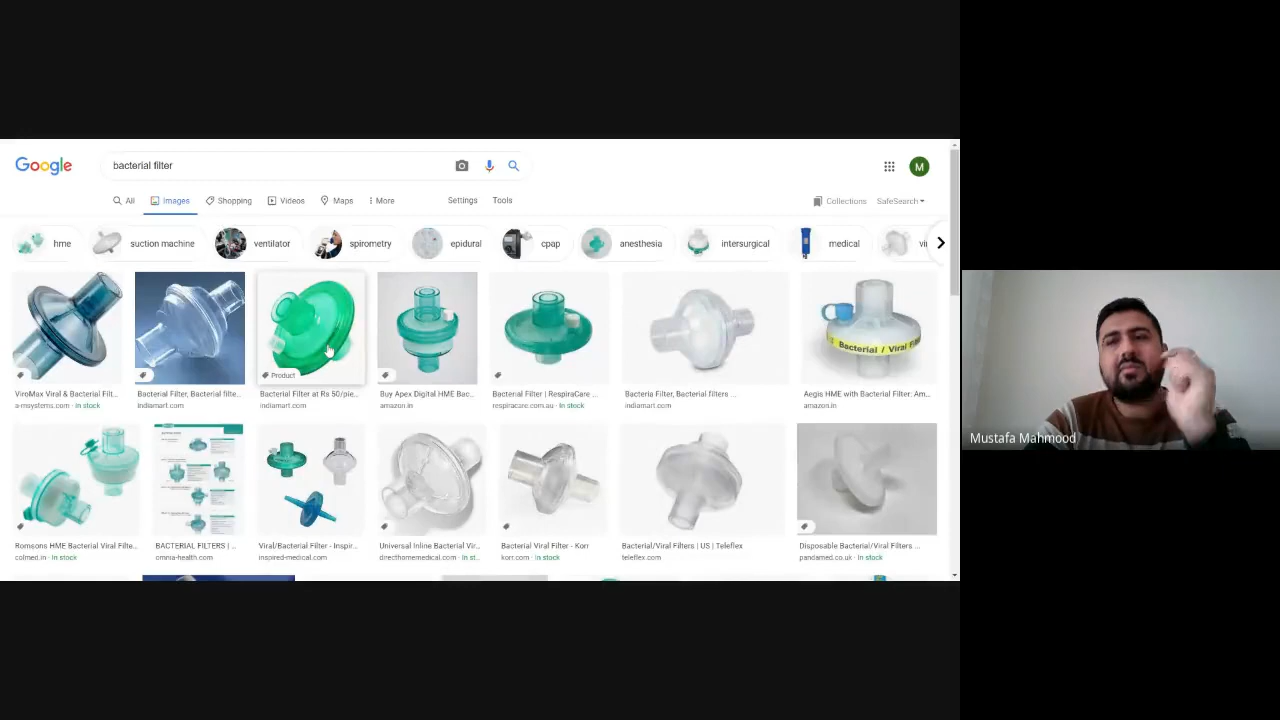 Google
bacterial filter
M
All
Images
Shopping
Videos
Maps
More
Settings
Tools
Collections
SafeSearch
hme
suction machine
ventilator
spirometry
epidural
cpap
anesthesia
intersurgical
medical
Product
Bacterial / Viral
ViroMax Viral & Bacterial Filt...
a-msystems.com · In stock
Bacterial Filter, Bacterial filte...
indiamart.com
Bacterial Filter at Rs 50/pie...
indiamart.com
Buy Apex Digital HME Bac...
amazon.in
Bacterial Filter | RespiraCare ...
respiracare.com.au · In stock
Bacteria Filter, Bacterial filters ...
indiamart.com
Aegis HME with Bacterial Filter: Am...
amazon.in
Mustafa Mahmood
Romsons HME Bacterial Viral Filte...
colmed.in · In stock
BACTERIAL FILTERS | ...
omnia-health.com
Viral/Bacterial Filter - Inspir...
inspired-medical.com
Universal Inline Bacterial Vir...
directhomemedical.com · In st...
Bacterial Viral Filter - Korr
korr.com · In stock
Bacterial/Viral Filters | US | Teleflex
teleflex.com
Disposable Bacterial/Viral Filters ...
pandamed.co.uk · In stock